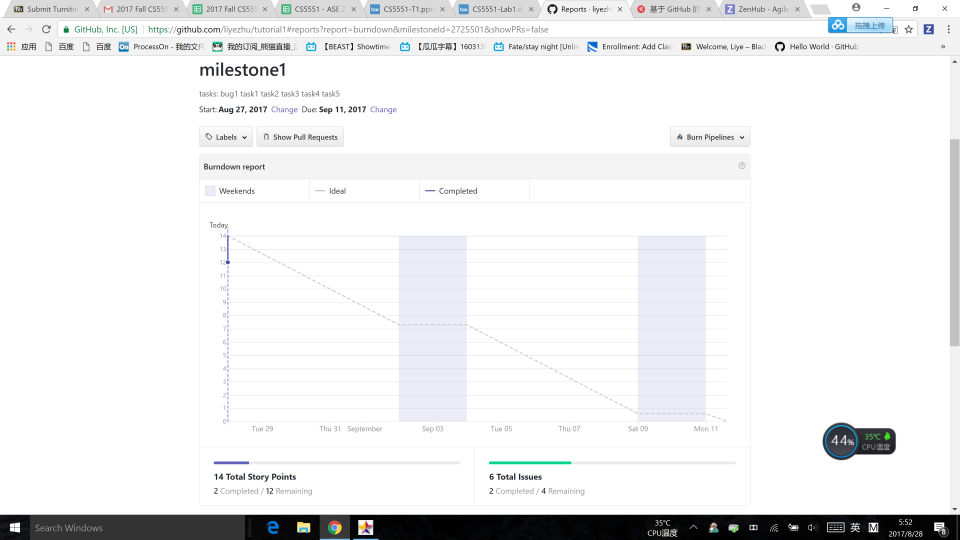 Submit Turnitin
2017 Fall CS55
2017 Fall CS55
CS5551 - ASE 2
CS5551-T1.ppt
CS5551-Lab1.d
Reports · liyezh
基于 GitHub 的
ZenHub - Agile
GitHub, Inc. [US]
https://github.com/liyezhu/tutorial1#reports?report=burndown&milestoneId=2725501&showPRs=false
拖拽上传
应用
百度
百度
ProcessOn - 我的文件
我的订阅_熊猫直播_
【BEAST】Showtime
【瓜瓜字幕】160313
Fate/stay night [Unlim
Enrollment: Add Clas
Welcome, Liye – Blac
Hello World · GitHub
»
milestone1
tasks: bug1 task1 task2 task3 task4 task5
Start: Aug 27, 2017 Change Due: Sep 11, 2017 Change
Labels
Show Pull Requests
Burn Pipelines
Burndown report
Weekends
Ideal
Completed
Today
14
13
12
11
10
9
8
7
6
5
4
3
2
1
0
Tue 29
Thu 31
September
Sep 03
Tue 05
Thu 07
Sat 09
Mon 11
44%
35℃
CPU温度
14 Total Story Points
2 Completed / 12 Remaining
6 Total Issues
2 Completed / 4 Remaining
Search Windows
35℃
CPU温度
英
M
5:52
2017/8/28
8